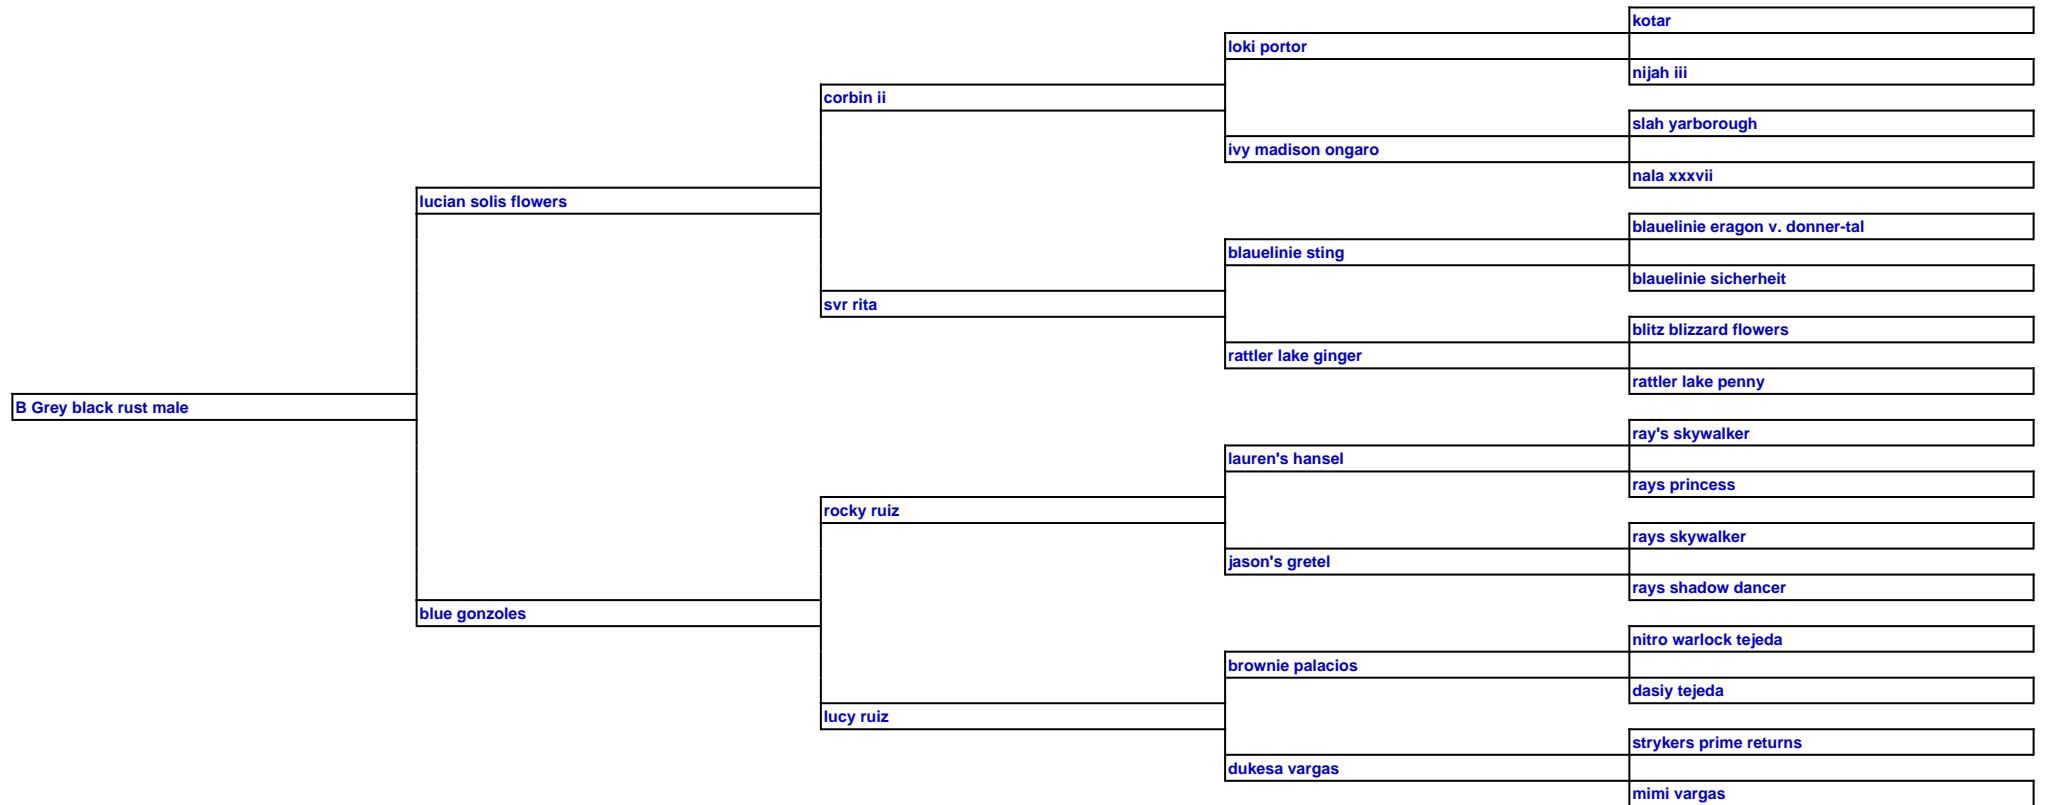 kotar
loki portor
nijah iii
corbin ii
slah yarborough
ivy madison ongaro
nala xxxvii
lucian solis flowers
blauelinie eragon v. donner-tal
blauelinie sting
blauelinie sicherheit
svr rita
blitz blizzard flowers
rattler lake ginger
rattler lake penny
B Grey black rust male
ray's skywalker
lauren's hansel
rays princess
rocky ruiz
rays skywalker
jason's gretel
rays shadow dancer
blue gonzoles
nitro warlock tejeda
brownie palacios
dasiy tejeda
lucy ruiz
strykers prime returns
dukesa vargas
mimi vargas